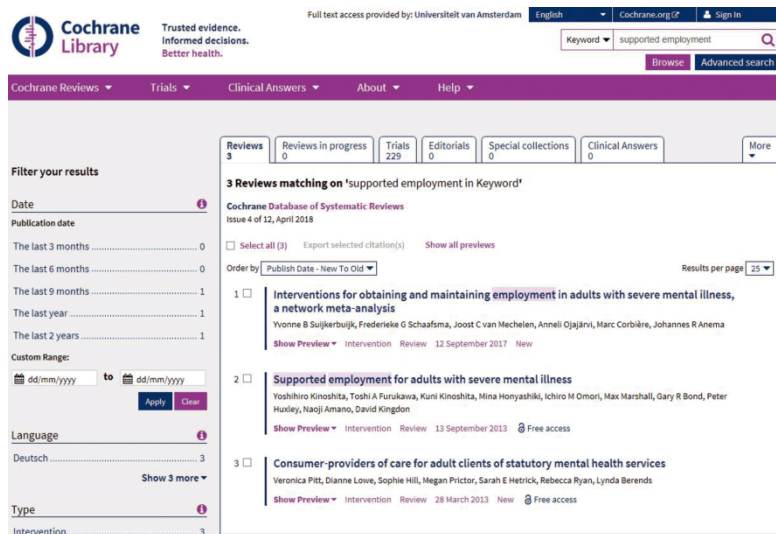 Full text access provided by: Universiteit van Amsterdam English Cochrane.org Sign In
Cochrane Library
Trusted evidence.
Informed decisions.
Better health.
Keyword supported employment
Browse Advanced search
Cochrane Reviews Trials Clinical Answers About Help
Reviews 3
Reviews in progress 0
Trials 229
Editorials 0
Special collections 0
Clinical Answers 0
More
Filter your results
Date
Publication date
The last 3 months 0
The last 6 months 0
The last 9 months 1
The last year 1
The last 2 years 1
Custom Range:
dd/mm/yyyy to dd/mm/yyyy
Apply Clear
Language
Deutsch 3
Show 3 more
Type
Intervention 3
3 Reviews matching on 'supported employment in Keyword'
Cochrane Database of Systematic Reviews
Issue 4 of 12, April 2018
Select all (3) Export selected citation(s) Show all previews
Order by Publish Date - New To Old Results per page 25
1 Interventions for obtaining and maintaining employment in adults with severe mental illness,
a network meta-analysis
Yvonne B Suijkerbuijk, Frederieke G Schaafsma, Joost C van Mechelen, Anneli Ojajärvi, Marc Corbière, Johannes R Anema
Show Preview Intervention Review 12 September 2017 New
2 Supported employment for adults with severe mental illness
Yoshihiro Kinoshita, Toshi A Furukawa, Kuni Kinoshita, Mina Honyashiki, Ichiro M Omori, Max Marshall, Gary R Bond, Peter
Huxley, Naoji Amano, David Kingdon
Show Preview Intervention Review 13 September 2013 Free access
3 Consumer-providers of care for adult clients of statutory mental health services
Veronica Pitt, Dianne Lowe, Sophie Hill, Megan Prictor, Sarah E Hetrick, Rebecca Ryan, Lynda Berends
Show Preview Intervention Review 28 March 2013 New Free access